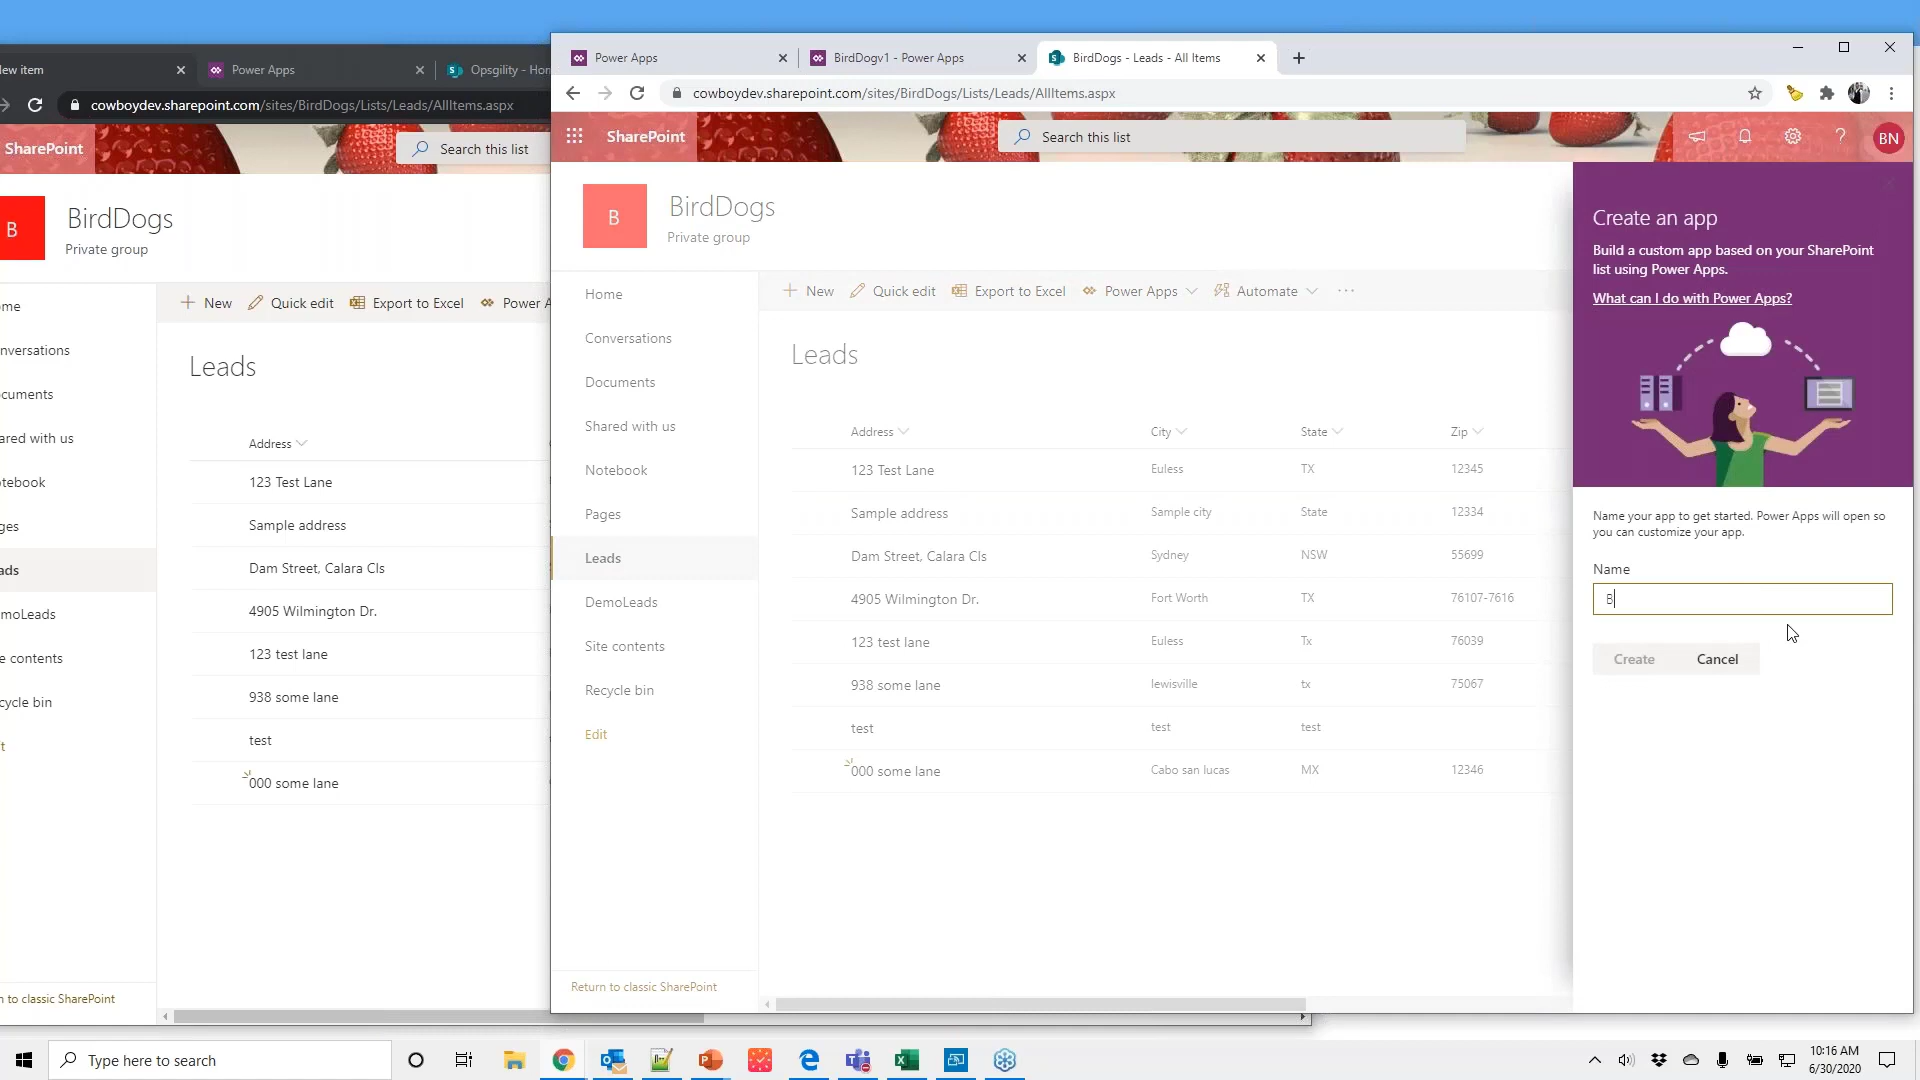 ew item
Power Apps
Opsgility - Hon
cowboydev.sharepoint.com/sites/BirdDogs/Lists/Leads/AllItems.aspx
SharePoint
Search this list
B
BirdDogs
Private group
New
Quick edit
Export to Excel
Power A
me
nversations
cuments
ared with us
tebook
ges
ads
moLeads
e contents
cycle bin
t
n to classic SharePoint
Leads
Address
123 Test Lane
Sample address
Dam Street, Calara Cls
4905 Wilmington Dr.
123 test lane
938 some lane
test
000 some lane
Power Apps
BirdDogv1 - Power Apps
BirdDogs - Leads - All Items
cowboydev.sharepoint.com/sites/BirdDogs/Lists/Leads/AllItems.aspx
SharePoint
Search this list
BN
B
BirdDogs
Private group
New
Quick edit
Export to Excel
Power Apps
Automate
Home
Conversations
Documents
Shared with us
Notebook
Pages
Leads
DemoLeads
Site contents
Recycle bin
Edit
Return to classic SharePoint
Leads
Address City State Zip
123 Test Lane Euless TX 12345
Sample address Sample city State 12334
Dam Street, Calara Cls Sydney NSW 55699
4905 Wilmington Dr. Fort Worth TX 76107-7616
123 test lane Euless Tx 76039
938 some lane lewisville tx 75067
test test test
000 some lane Cabo san lucas MX 12346
Create an app
Build a custom app based on your SharePoint
list using Power Apps.
What can I do with Power Apps?
Name your app to get started. Power Apps will open so
you can customize your app.
Name
B
Create
Cancel
Type here to search
10:16 AM
6/30/2020